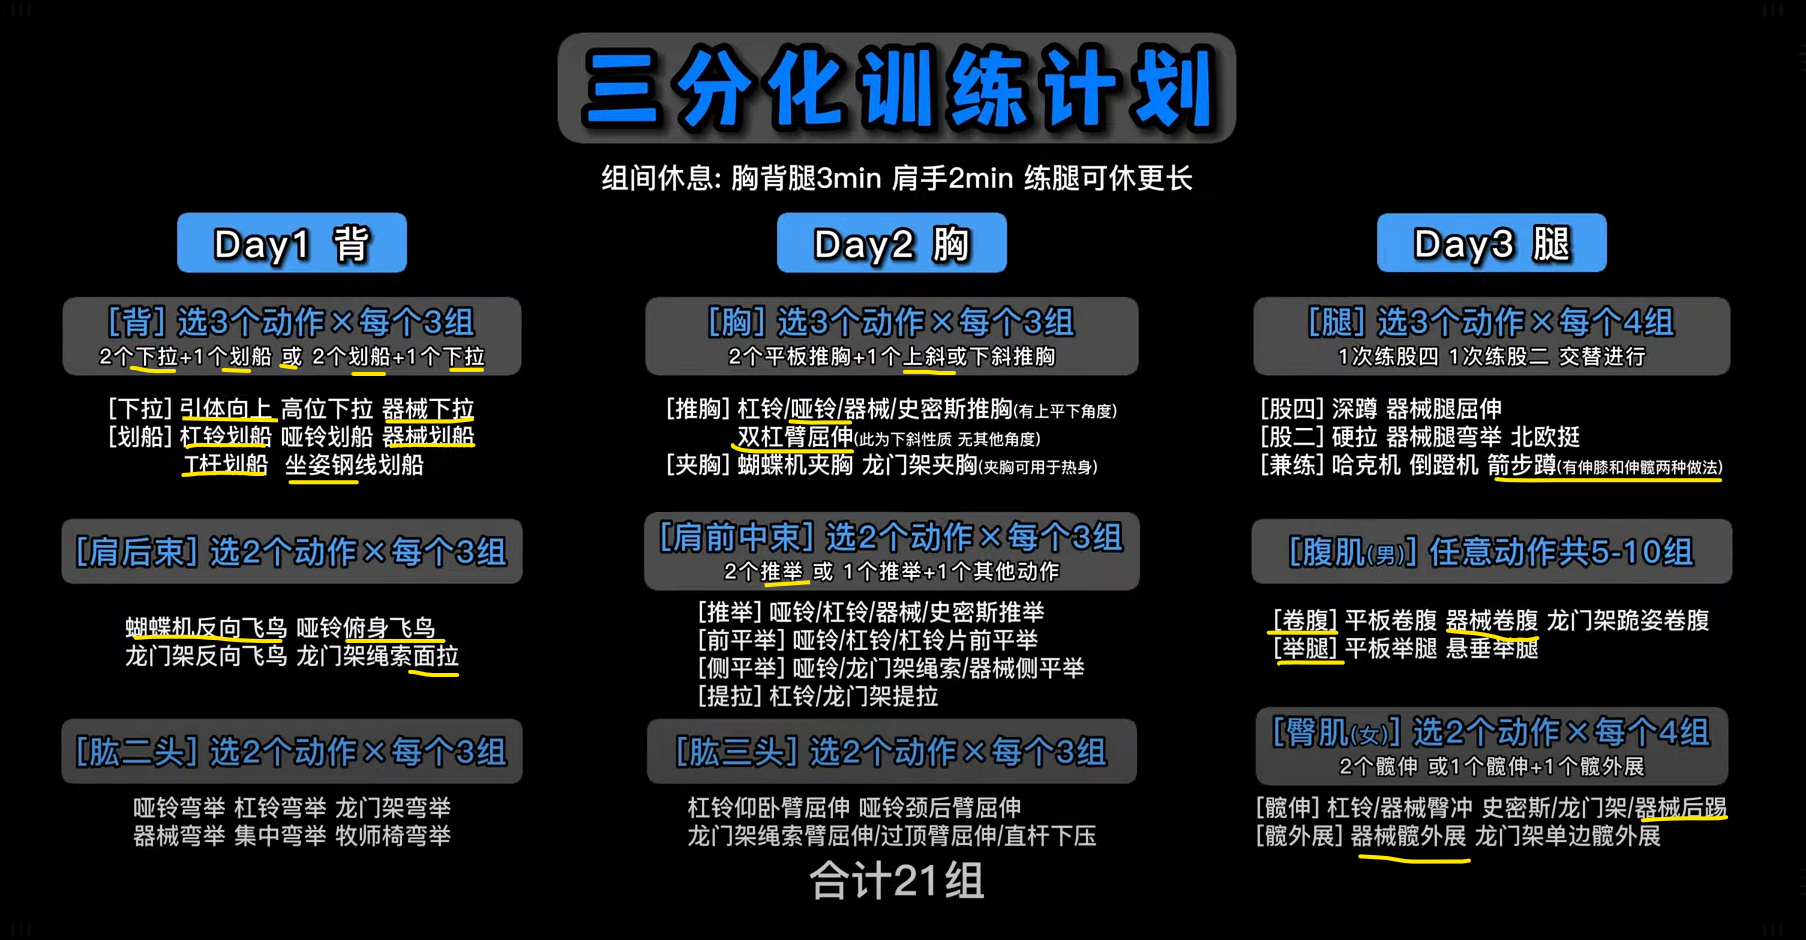 三分化训练计划
组间休息: 胸背腿3min 肩手2min 练腿可休更长
Day1 背
[背] 选3个动作×每个3组
2个下拉+1个划船 或 2个划船+1个下拉
[下拉] 引体向上 高位下拉 器械下拉
[划船] 杠铃划船 哑铃划船 器械划船
T杆划船 坐姿钢线划船
[肩后束] 选2个动作×每个3组
蝴蝶机反向飞鸟 哑铃俯身飞鸟
龙门架反向飞鸟 龙门架绳索面拉
[肱二头] 选2个动作×每个3组
哑铃弯举 杠铃弯举 龙门架弯举
器械弯举 集中弯举 牧师椅弯举
Day2 胸
[胸] 选3个动作×每个3组
2个平板推胸+1个上斜或下斜推胸
[推胸] 杠铃/哑铃/器械/史密斯推胸(有上平下角度)
双杠臂屈伸(此为下斜性质 无其他角度)
[夹胸] 蝴蝶机夹胸 龙门架夹胸(夹胸可用于热身)
[肩前中束] 选2个动作×每个3组
2个推举 或 1个推举+1个其他动作
[推举] 哑铃/杠铃/器械/史密斯推举
[前平举] 哑铃/杠铃/杠铃片前平举
[侧平举] 哑铃/龙门架绳索/器械侧平举
[提拉] 杠铃/龙门架提拉
[肱三头] 选2个动作×每个3组
杠铃仰卧臂屈伸 哑铃颈后臂屈伸
龙门架绳索臂屈伸/过顶臂屈伸/直杆下压
合计21组
Day3 腿
[腿] 选3个动作×每个4组
1次练股四 1次练股二 交替进行
[股四] 深蹲 器械腿屈伸
[股二] 硬拉 器械腿弯举 北欧挺
[兼练] 哈克机 倒蹬机 箭步蹲(有伸膝和伸髋两种做法)
[腹肌(男)] 任意动作共5-10组
[卷腹] 平板卷腹 器械卷腹 龙门架跪姿卷腹
[举腿] 平板举腿 悬垂举腿
[臀肌(女)] 选2个动作×每个4组
2个髋伸 或1个髋伸+1个髋外展
[髋伸] 杠铃/器械臀冲 史密斯/龙门架/器械后踢
[髋外展] 器械髋外展 龙门架单边髋外展